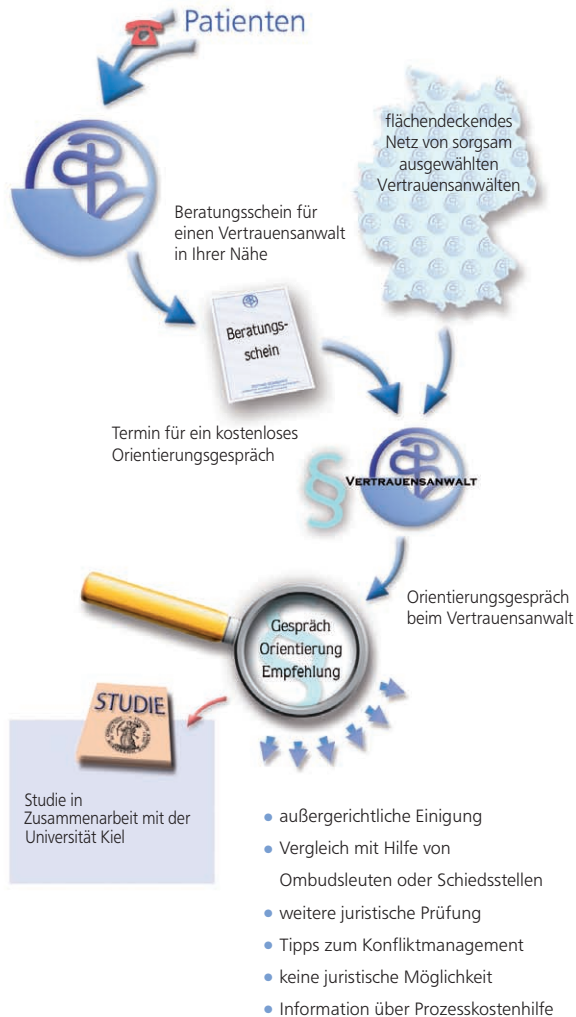 Patienten
flächendeckendes
Netz von sorgsam
ausgewählten
Vertrauensanwälten
Beratungsschein für
einen Vertrauensanwalt
in Ihrer Nähe
Beratungs-
schein
Termin für ein kostenloses
Orientierungsgespräch
§
VERTRAUENSANWALT
Orientierungsgespräch
beim Vertrauensanwalt
§
Gespräch
Orientierung
Empfehlung
STUDIE
Studie in
Zusammenarbeit mit der
Universität Kiel
• außergerichtliche Einigung
• Vergleich mit Hilfe von
Ombudsleuten oder Schiedsstellen
• weitere juristische Prüfung
• Tipps zum Konfliktmanagement
• keine juristische Möglichkeit
• Information über Prozesskostenhilfe